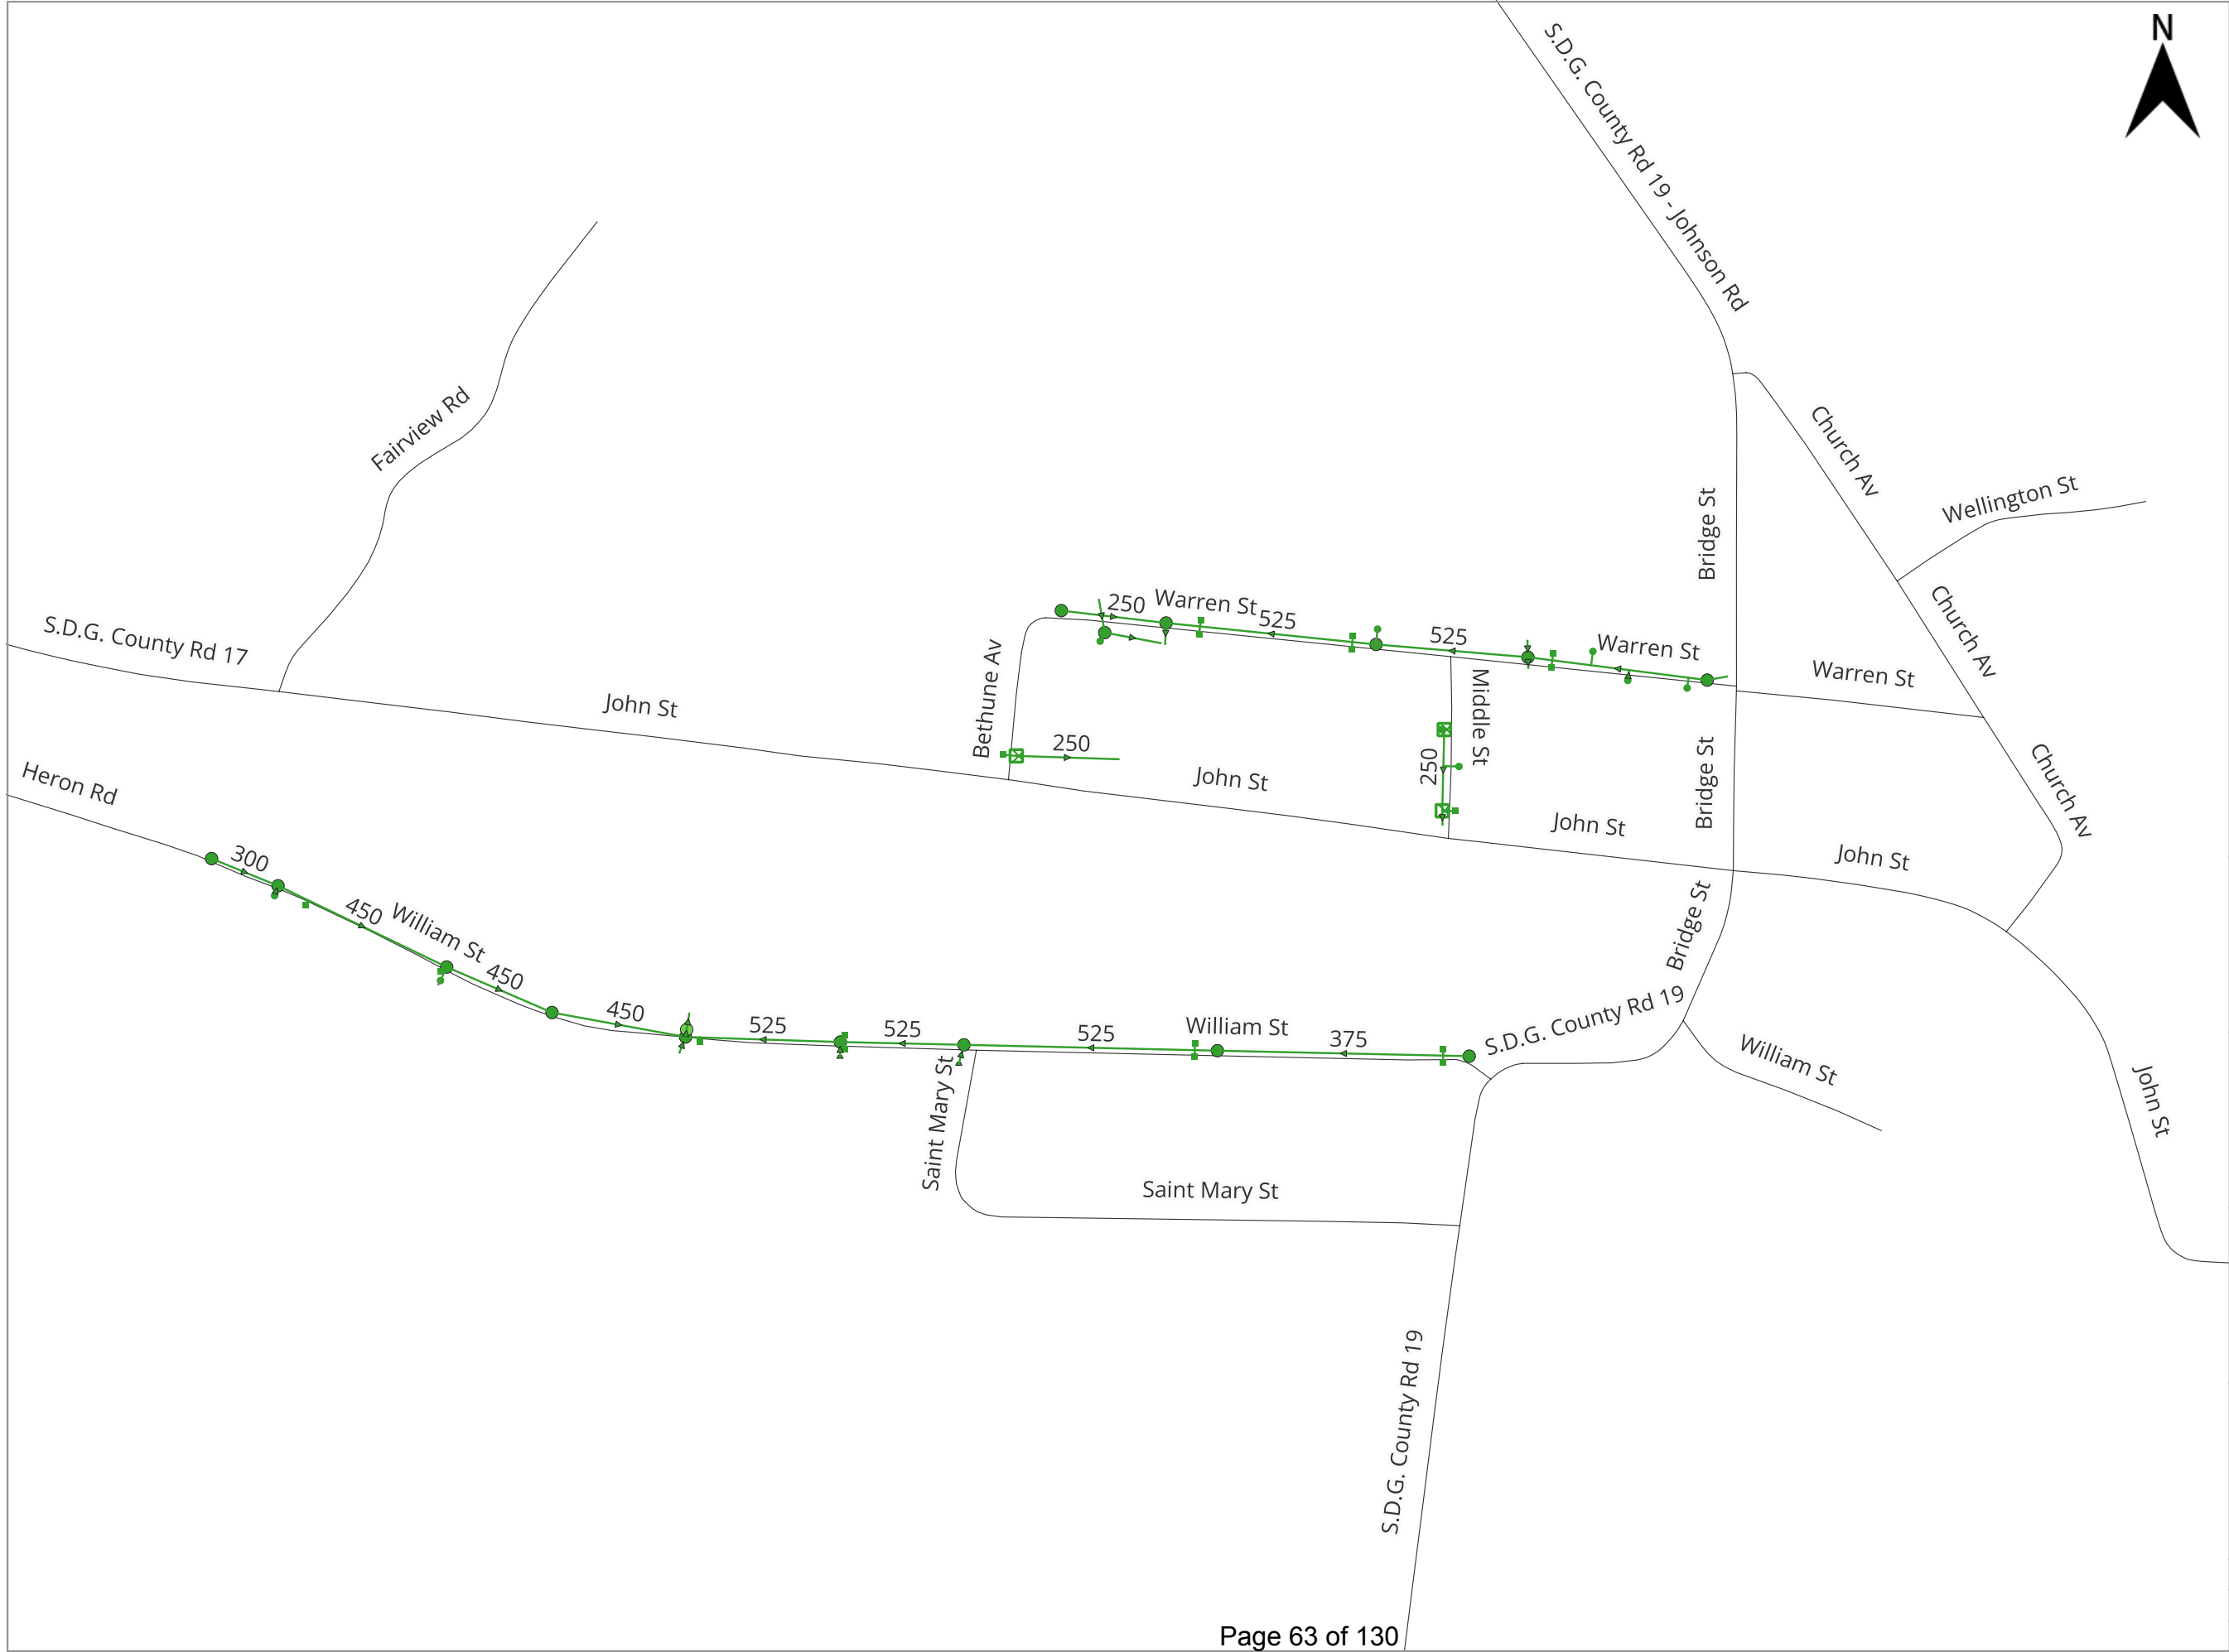 N
S.D.G. County Rd 19 - Johnson Rd
Fairview Rd
Church Av
Wellington St
Bridge St
250
Warren St
525
525
Warren St
Church Av
S.D.G. County Rd 17
Warren St
John St
Bethune Av
Middle St
250
250
John St
Bridge St
Church Av
Heron Rd
John St
John St
300
450
William St
450
Bridge St
450
525
525
525
William St
375
S.D.G. County Rd 19
William St
John St
Saint Mary St
Saint Mary St
S.D.G. County Rd 19
Page 63 of 130